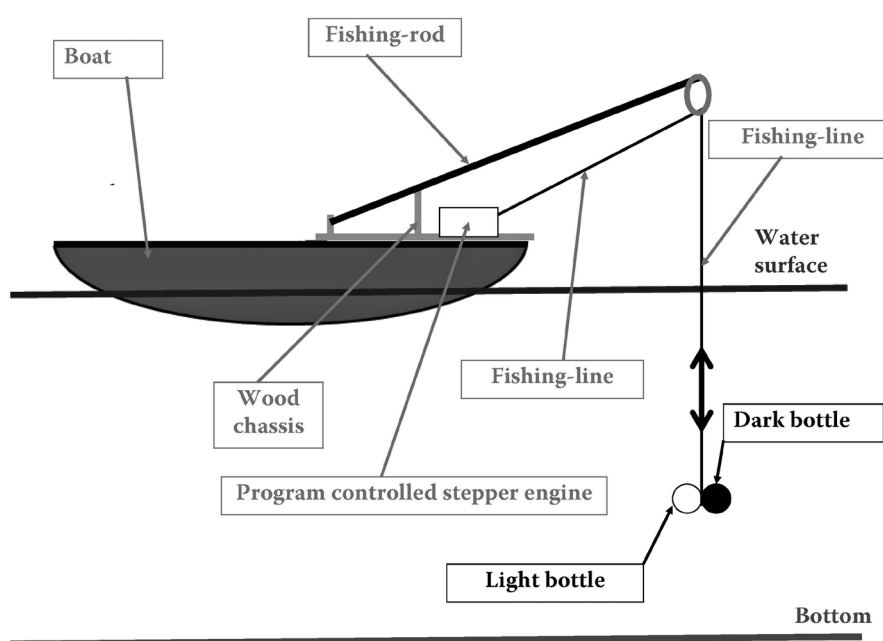 Fishing-rod
Boat
Fishing-line
Water
surface
Fishing-line
Wood
chassis
Dark bottle
Program controlled stepper engine
Light bottle
Bottom